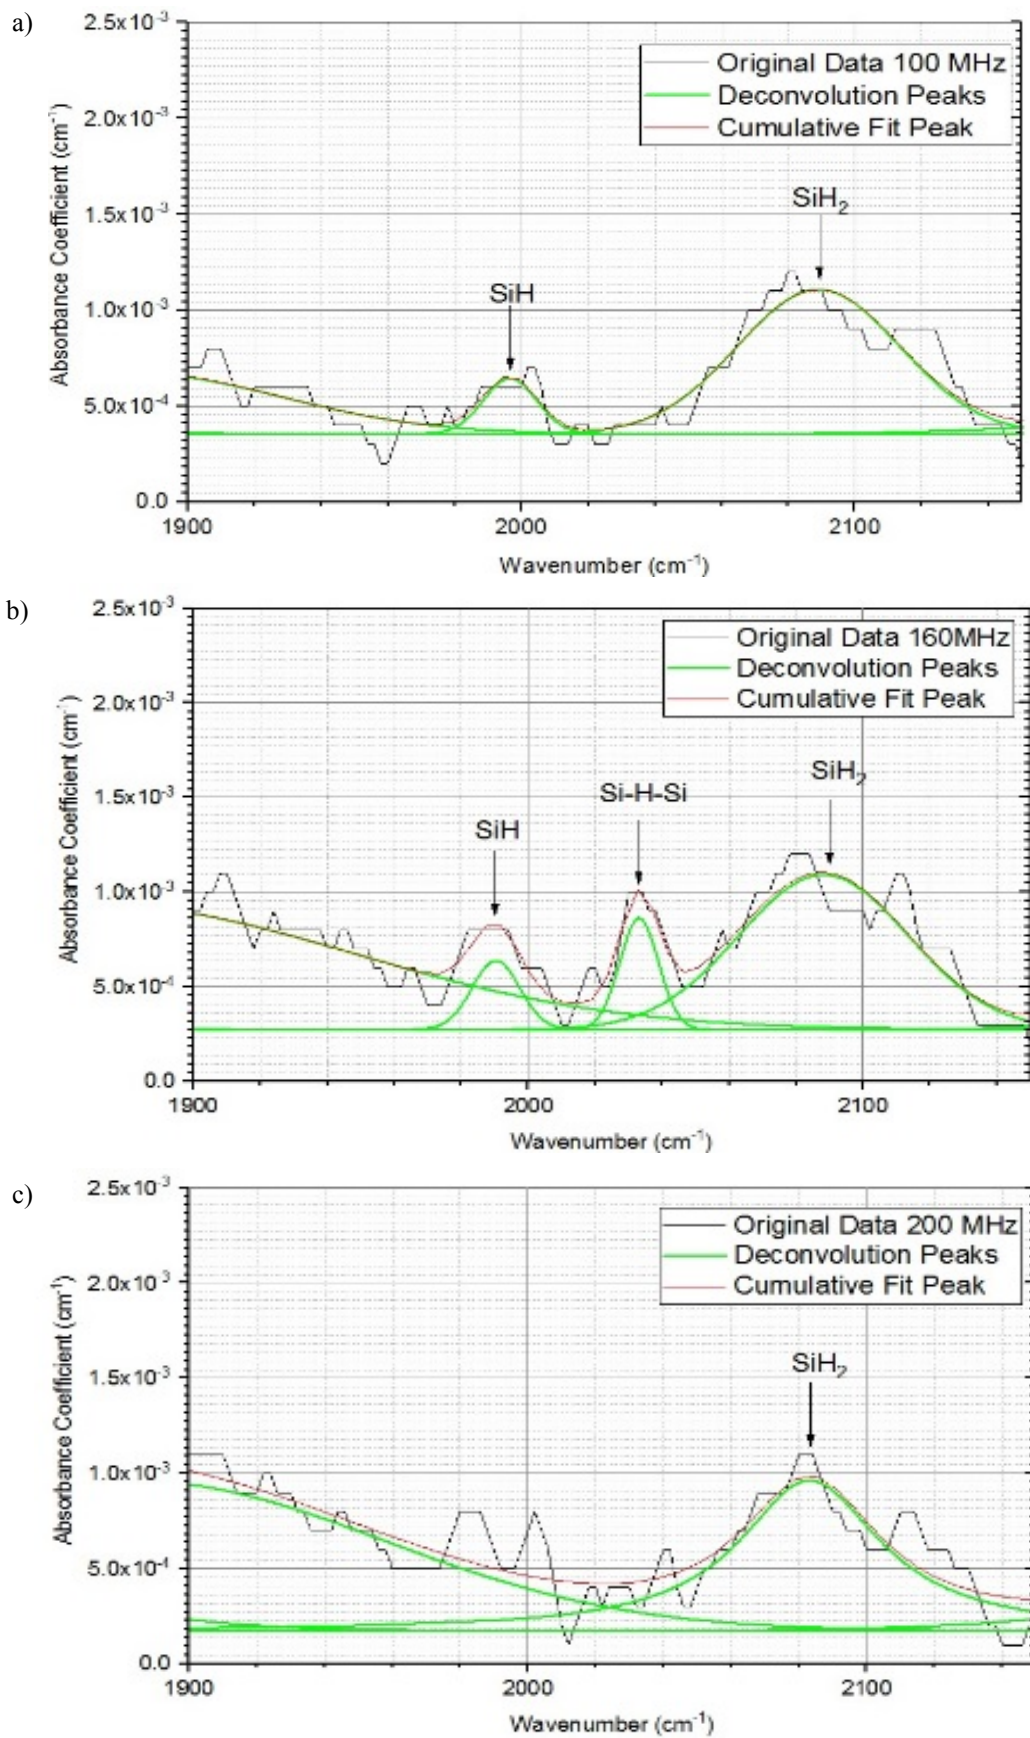 a)
2.5x10⁻³
2.0x10⁻³
1.5x10⁻³
1.0x10⁻³
5.0x10⁻⁴
0.0
Absorbance Coefficient (cm⁻¹)
Original Data 100 MHz
Deconvolution Peaks
Cumulative Fit Peak
SiH
SiH₂
1900
2000
2100
Wavenumber (cm⁻¹)
b)
2.5x10⁻³
2.0x10⁻³
1.5x10⁻³
1.0x10⁻³
5.0x10⁻⁴
0.0
Absorbance Coefficient (cm⁻¹)
Original Data 160MHz
Deconvolution Peaks
Cumulative Fit Peak
SiH
Si-H-Si
SiH₂
1900
2000
2100
Wavenumber (cm⁻¹)
c)
2.5x10⁻³
2.0x10⁻³
1.5x10⁻³
1.0x10⁻³
5.0x10⁻⁴
0.0
Absorbance Coefficient (cm⁻¹)
Original Data 200 MHz
Deconvolution Peaks
Cumulative Fit Peak
SiH₂
1900
2000
2100
Wavenumber (cm⁻¹)